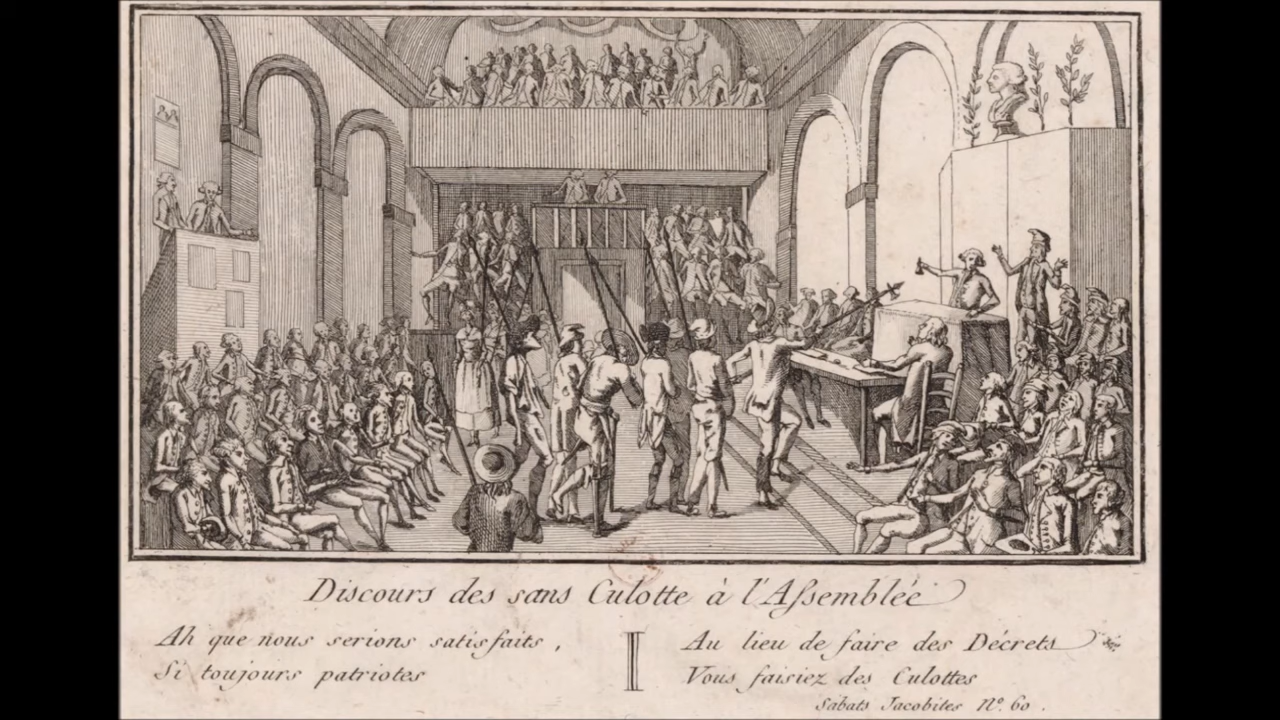 Discours des sans Culotte à l'Aſsemblée
Ah que nous serions satisfaits,
Si toujours patriotes
Au lieu de faire des Décrets
Vous faisiez des Culottes
Sabats Jacobites N.º 60.